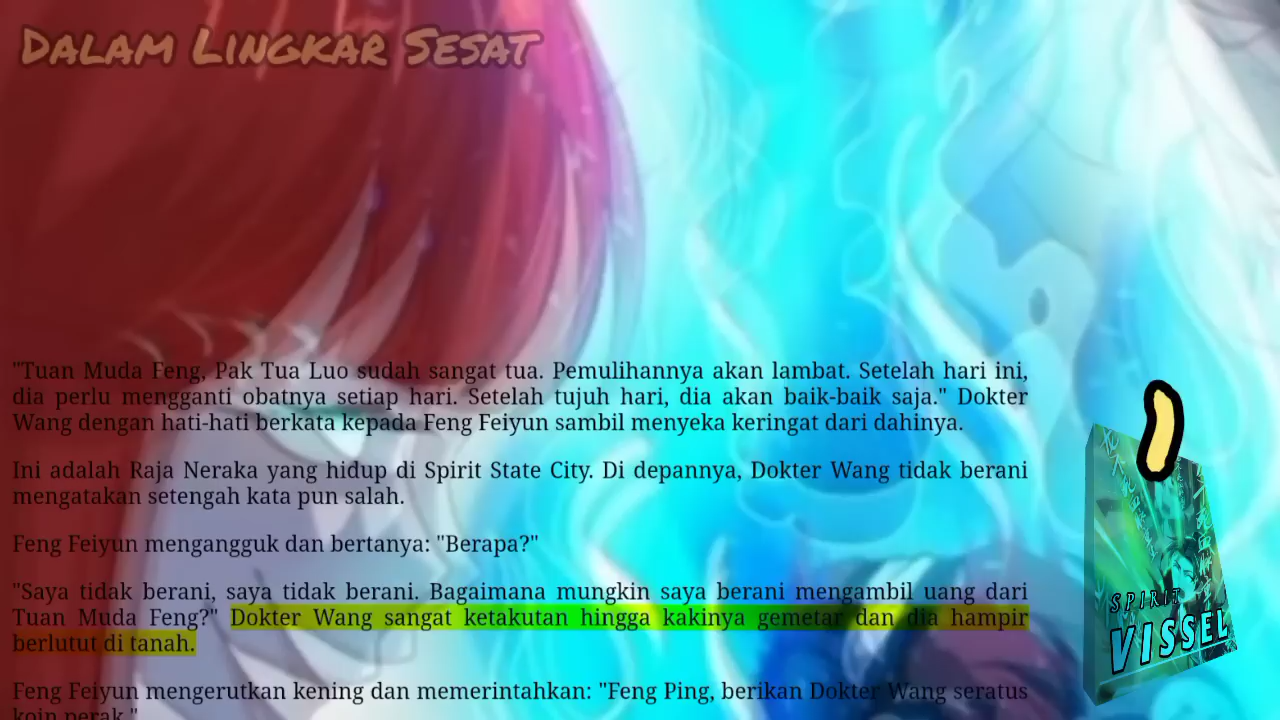 Dalam Lingkar Sesat
"Tuan Muda Feng, Pak Tua Luo sudah sangat tua. Pemulihannya akan lambat. Setelah hari ini,
dia perlu mengganti obatnya setiap hari. Setelah tujuh hari, dia akan baik-baik saja." Dokter
Wang dengan hati-hati berkata kepada Feng Feiyun sambil menyeka keringat dari dahinya.
Ini adalah Raja Neraka yang hidup di Spirit State City. Di depannya, Dokter Wang tidak berani
mengatakan setengah kata pun salah.
Feng Feiyun mengangguk dan bertanya: "Berapa?"
"Saya tidak berani, saya tidak berani. Bagaimana mungkin saya berani mengambil uang dari
Tuan Muda Feng?" Dokter Wang sangat ketakutan hingga kakinya gemetar dan dia hampir
berlutut di tanah.
Feng Feiyun mengerutkan kening dan memerintahkan: "Feng Ping, berikan Dokter Wang seratus
koin perak."
SPIRIT
VISSEL